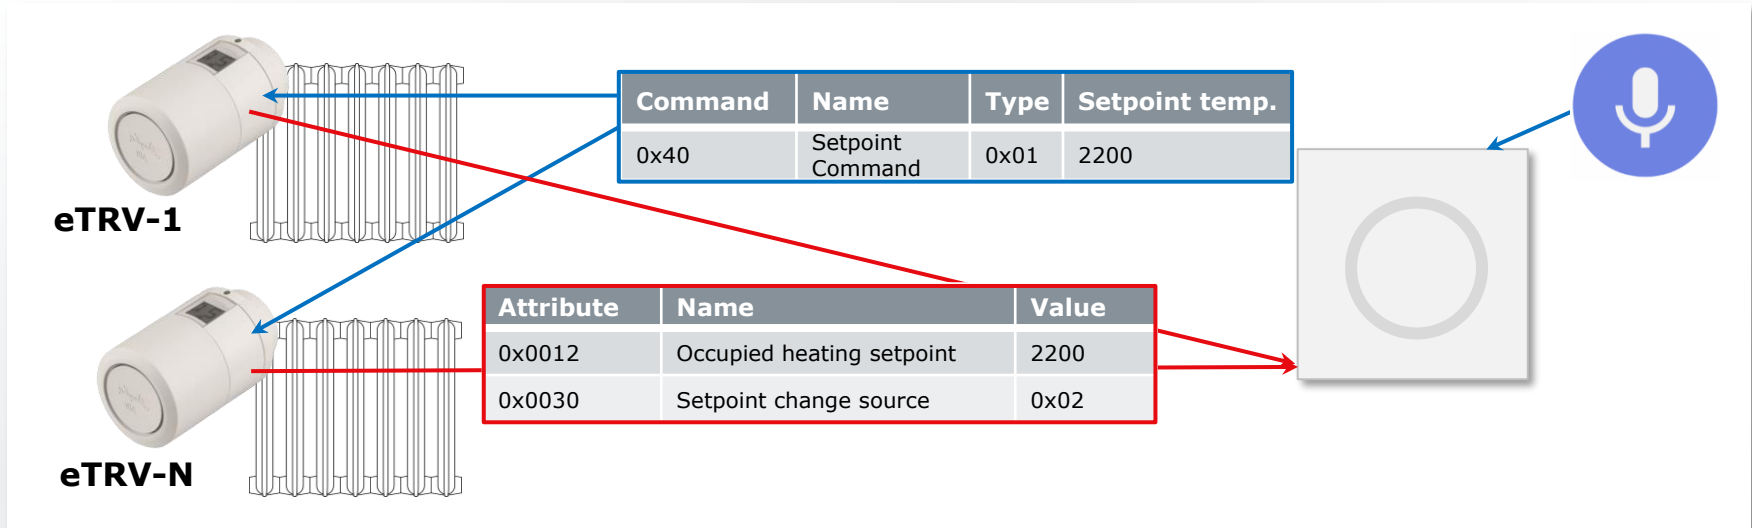 Command Name Type Setpoint temp.
0x40 Setpoint Command 0x01 2200
eTRV-1
Attribute Name Value
0x0012 Occupied heating setpoint 2200
0x0030 Setpoint change source 0x02
eTRV-N